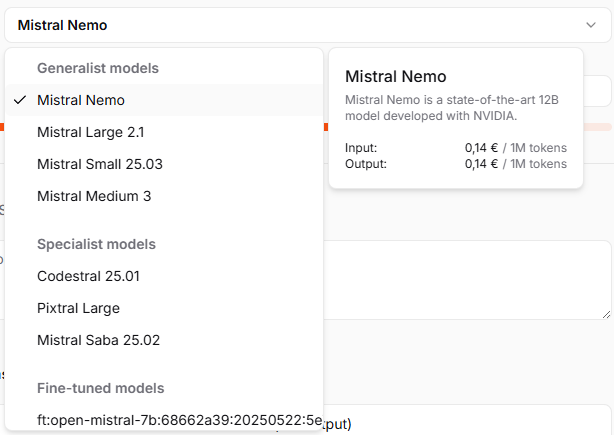 Mistral Nemo
Generalist models
Mistral Nemo
Mistral Large 2.1
Mistral Small 25.03
Mistral Medium 3
Specialist models
Codestral 25.01
Pixtral Large
Mistral Saba 25.02
Fine-tuned models
ft:open-mistral-7b:68662a39:20250522:5e
Mistral Nemo
Mistral Nemo is a state-of-the-art 12B
model developed with NVIDIA.
Input: 0,14 € / 1M tokens
Output: 0,14 € / 1M tokens